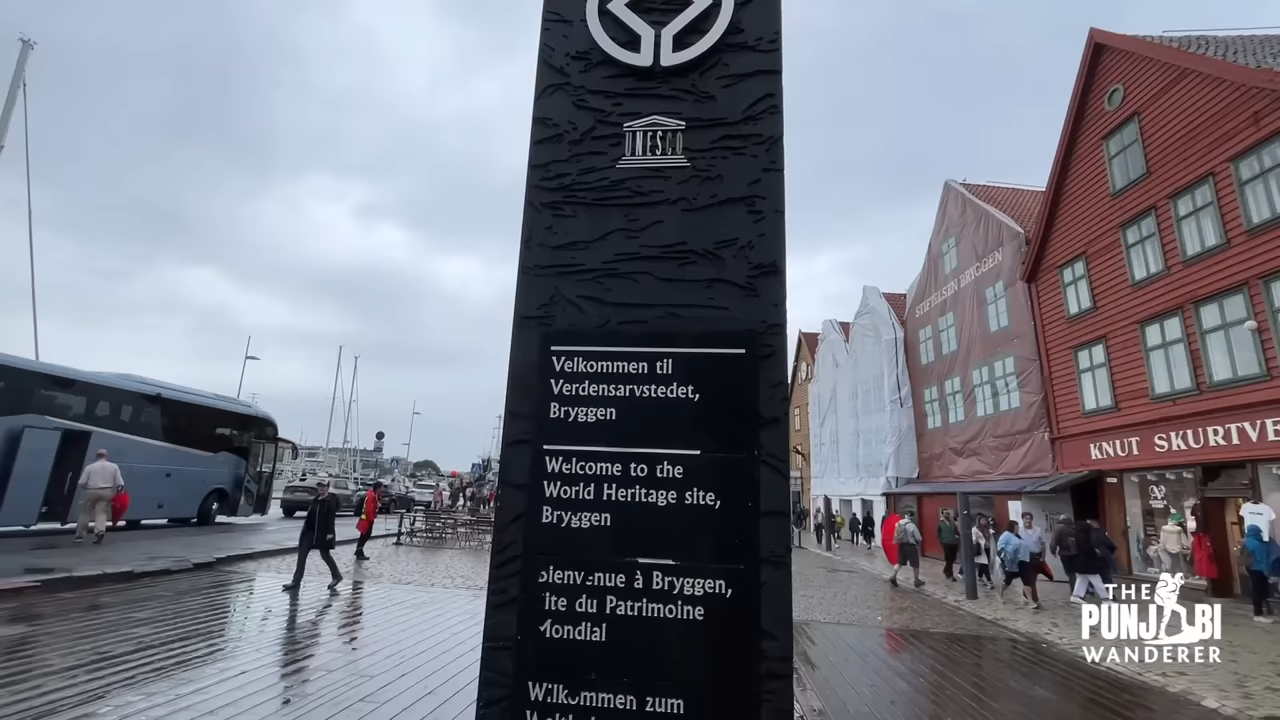 UNESCO
Velkommen til
Verdensarvstedet,
Bryggen
Welcome to the
World Heritage site,
Bryggen
Bienvenue à Bryggen,
ite du Patrimoine
Mondial
Wilkommen zum
STIFTELSEN BRYGGEN
KNUT SKURTVE
THE
PUNJABI
WANDERER